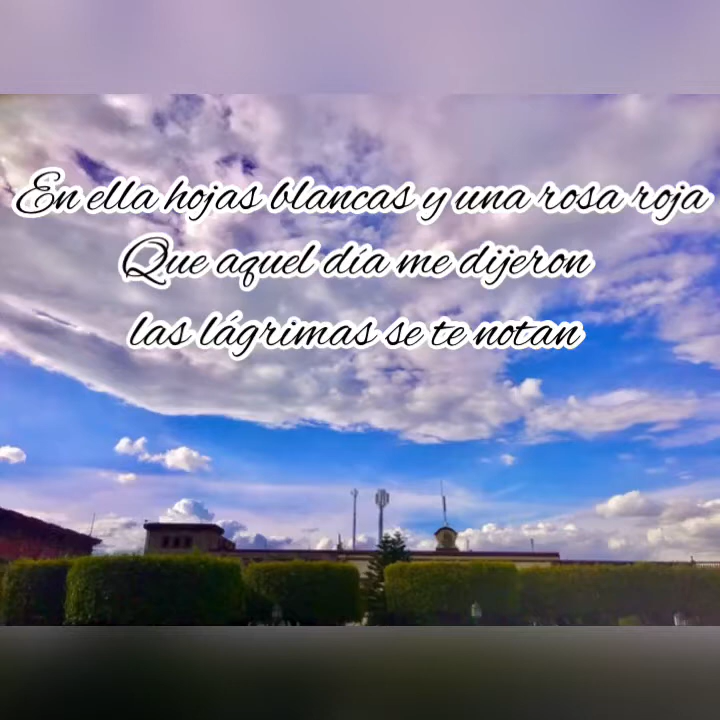 En ella hojas blancas y una rosa roja
Que aquel día me dijeron
las lágrimas se te notan